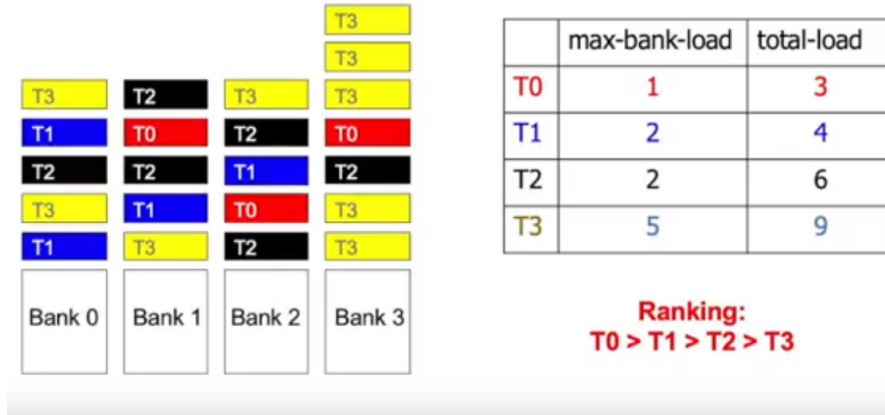 T3
T3
T3 T2 T3 T3
T1 T0 T2 T0
T2 T2 T1 T2
T3 T1 T0 T3
T1 T3 T2 T3
Bank 0 Bank 1 Bank 2 Bank 3
max-bank-load total-load
T0 1 3
T1 2 4
T2 2 6
T3 5 9
Ranking:
T0 > T1 > T2 > T3